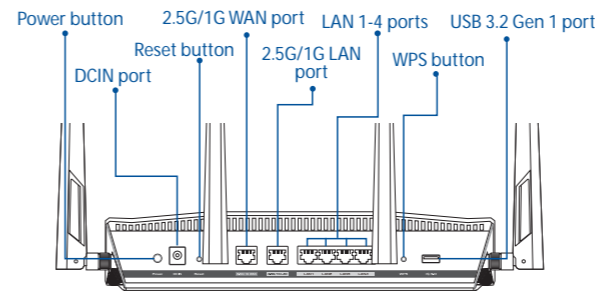 Power button
2.5G/1G WAN port
LAN 1-4 ports
USB 3.2 Gen 1 port
Reset button
2.5G/1G LAN
port
WPS button
DCIN port